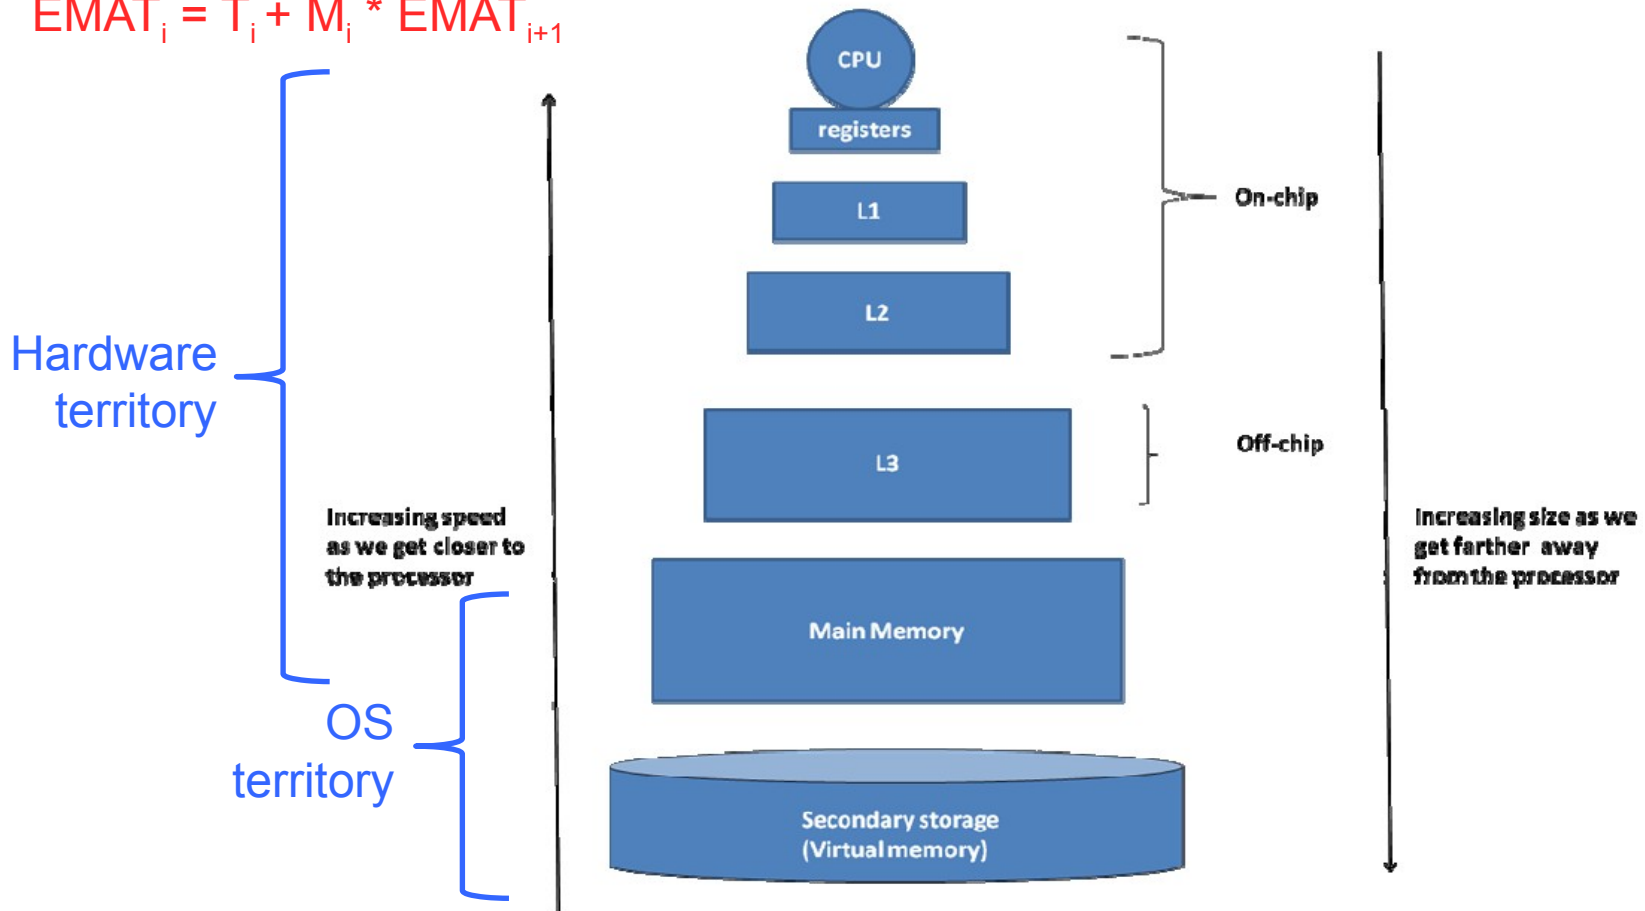 EMATi = Ti + Mi * EMATi+1
CPU
registers
L1
On-chip
L2
Hardware
territory
L3
Off-chip
Increasing speed
as we get closer to
the processor
Increasing size as we
get farther away
from the processor
Main Memory
OS
territory
Secondary storage
(Virtual memory)